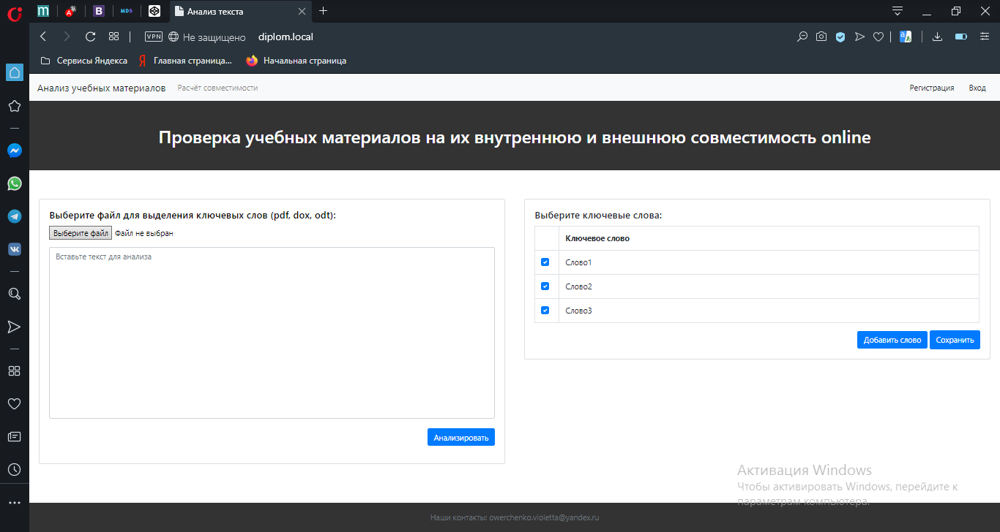 Анализ текста
VPN
Не защищено diplom.local
Сервисы Яндекса Главная страница... Начальная страница
Анализ учебных материалов Расчёт совместимости Регистрация Вход
Проверка учебных материалов на их внутреннюю и внешнюю совместимость online
Выберите файл для выделения ключевых слов (pdf, dox, odt):
Выберите файл Файл не выбран
Вставьте текст для анализа
Анализировать
Выберите ключевые слова:
Ключевое слово
Слово1
Слово2
Слово3
Добавить слово Сохранить
Активация Windows
Чтобы активировать Windows, перейдите к
параметрам компьютера.
Наши контакты: owerchenko.violetta@yandex.ru